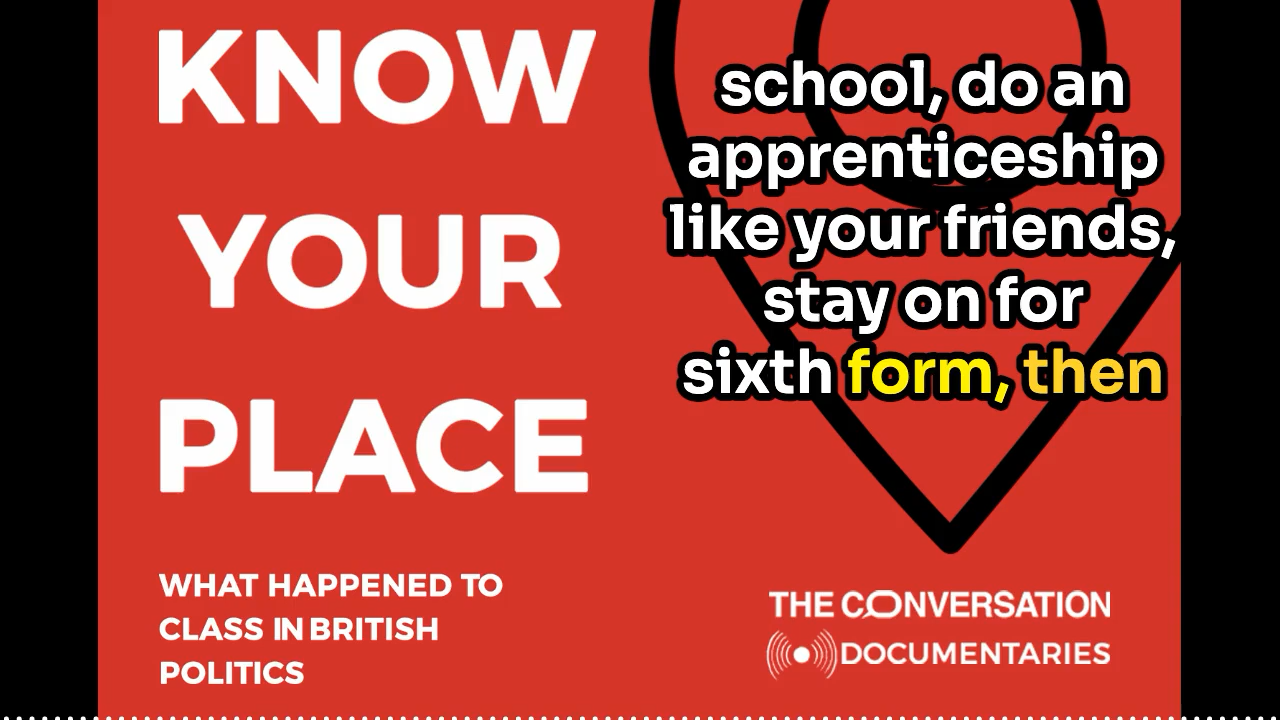 KNOW
YOUR
PLACE
WHAT HAPPENED TO
CLASS IN BRITISH
POLITICS
school, do an
apprenticeship
like your friends,
stay on for
sixth form, then
THE CONVERSATION
DOCUMENTARIES